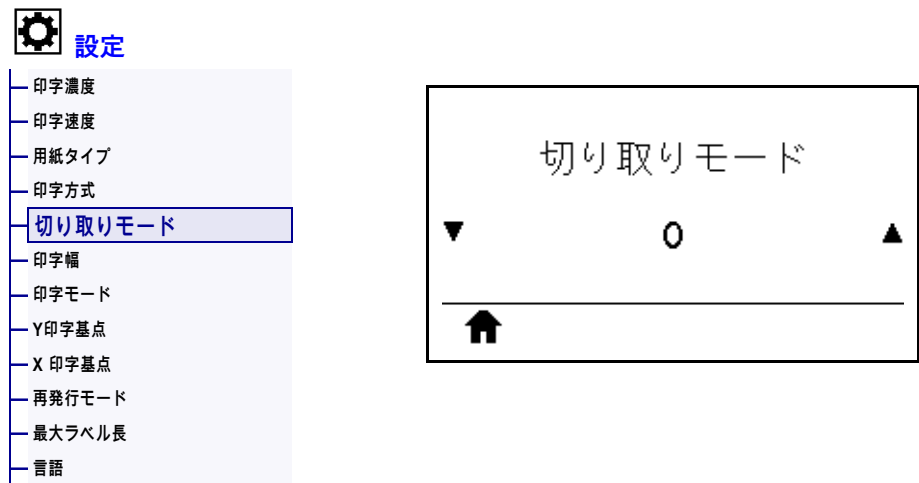 設定
印字濃度
印字速度
用紙タイプ
印字方式
切り取りモード
印字幅
印字モード
Y印字基点
X 印字基点
再発行モード
最大ラベル長
言語
切り取りモード
▼ 0 ▲